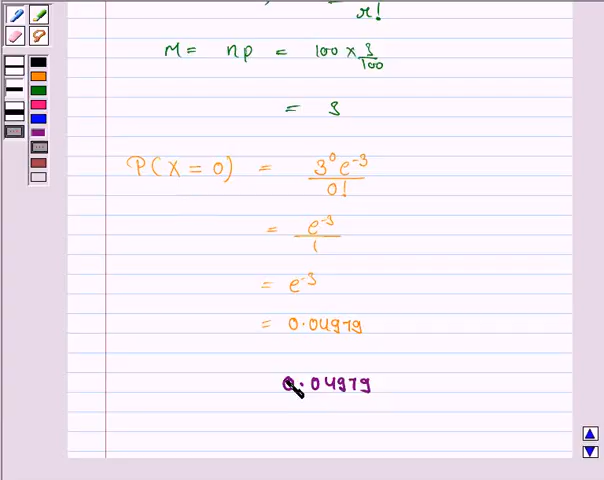 r!
M = np = 100 × 3/100
= 3
P(X = 0) = 3⁰e⁻³/0!
= e⁻³/1
= e⁻³
= 0.04979
0.04979